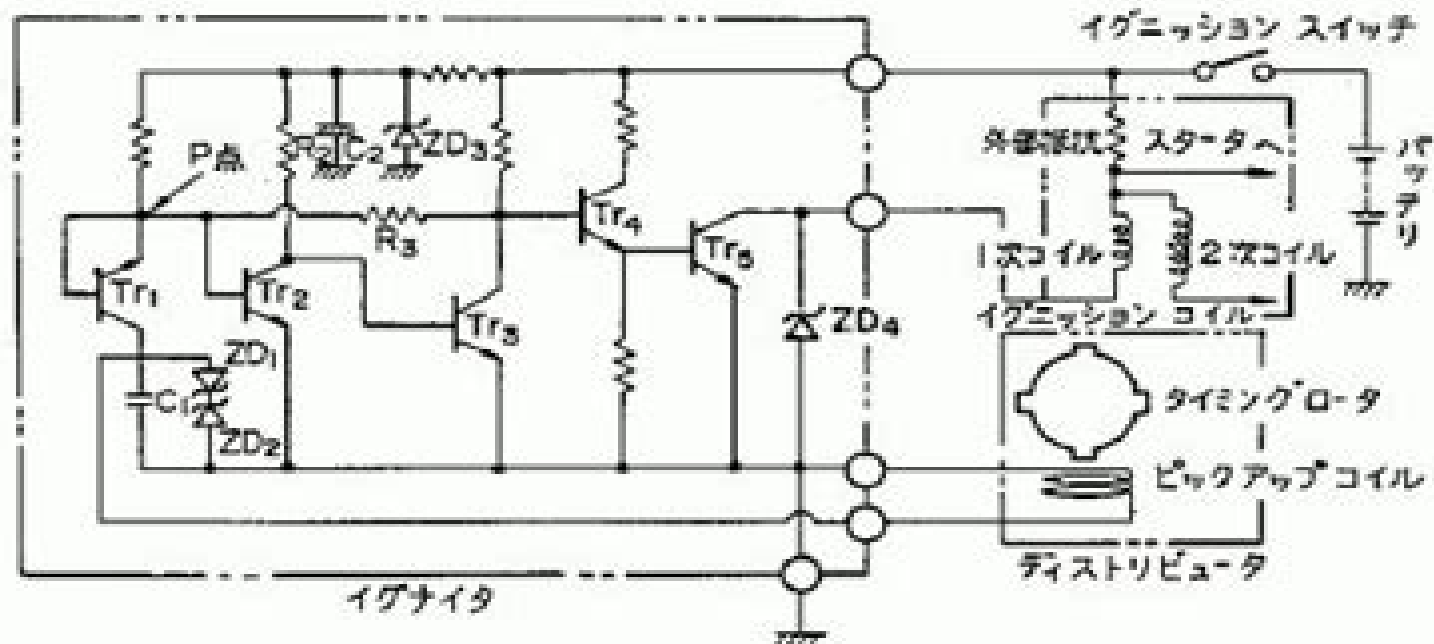 イグニッション スイッチ
外部抵抗
スタータへ
バッテリ
P点
R2
C2
ZD3
R3
Tr4
Tr5
Tr1
Tr2
Tr3
1次コイル
2次コイル
イグニッション コイル
ZD1
C1
ZD2
ZD4
タイミングロータ
ピックアップコイル
ディストリビュータ
イグナイタ